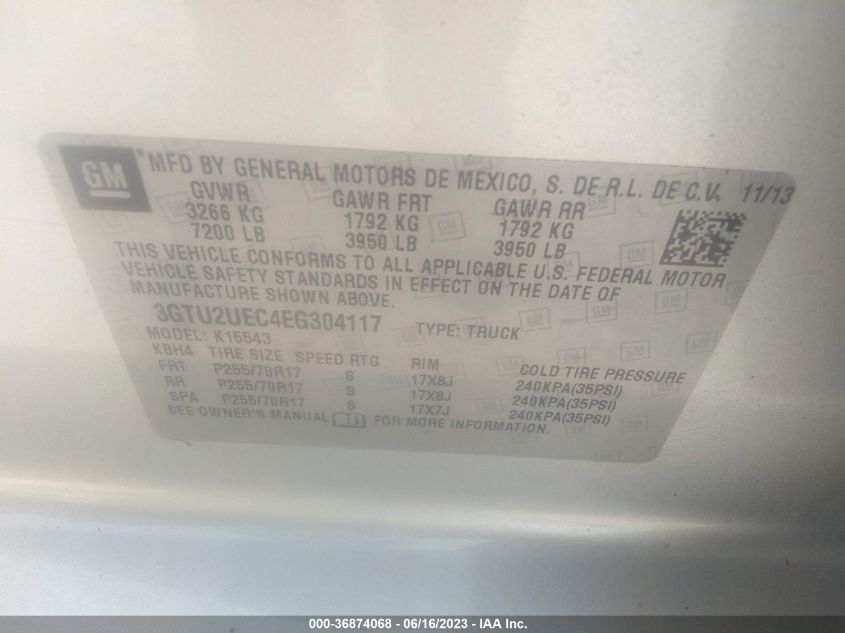 GM
MFD BY GENERAL MOTORS DE MEXICO, S. DE R.L. DE C.V. 11/13
GVWR GAWR FRT GAWR RR
3266 KG 1792 KG 1792 KG
7200 LB 3950 LB 3950 LB
THIS VEHICLE CONFORMS TO ALL APPLICABLE U.S. FEDERAL MOTOR
VEHICLE SAFETY STANDARDS IN EFFECT ON THE DATE OF
MANUFACTURE SHOWN ABOVE.
3GTU2UEC4EG304117 TYPE: TRUCK
MODEL: K15543
KBH4 TIRE SIZE SPEED RTG RIM COLD TIRE PRESSURE
FRT P255/70R17 S 17X8J 240KPA(35PSI)
RR P255/70R17 S 17X8J 240KPA(35PSI)
SPA P255/70R17 S 17X7J 240KPA(35PSI)
SEE OWNER'S MANUAL FOR MORE INFORMATION.
000-36874068 - 06/16/2023 - IAA Inc.